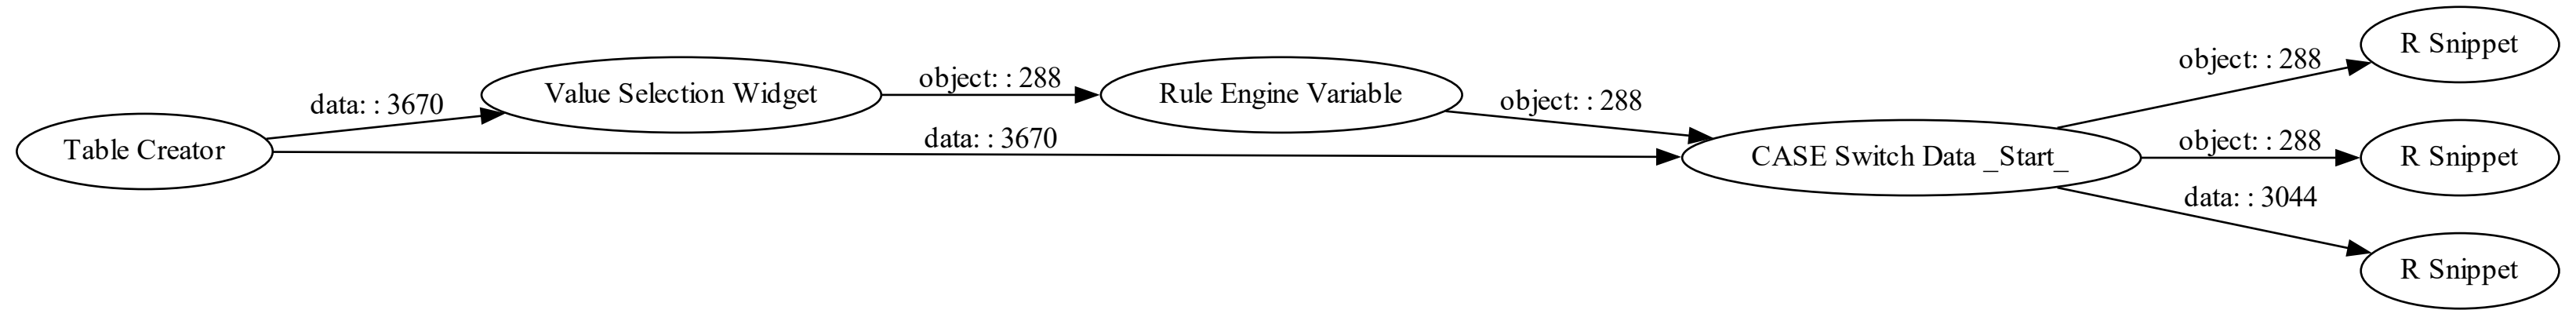 Table Creator
data: : 3670
data: : 3670
Value Selection Widget
object: : 288
Rule Engine Variable
object: : 288
CASE Switch Data _Start_
object: : 288
object: : 288
data: : 3044
R Snippet
R Snippet
R Snippet